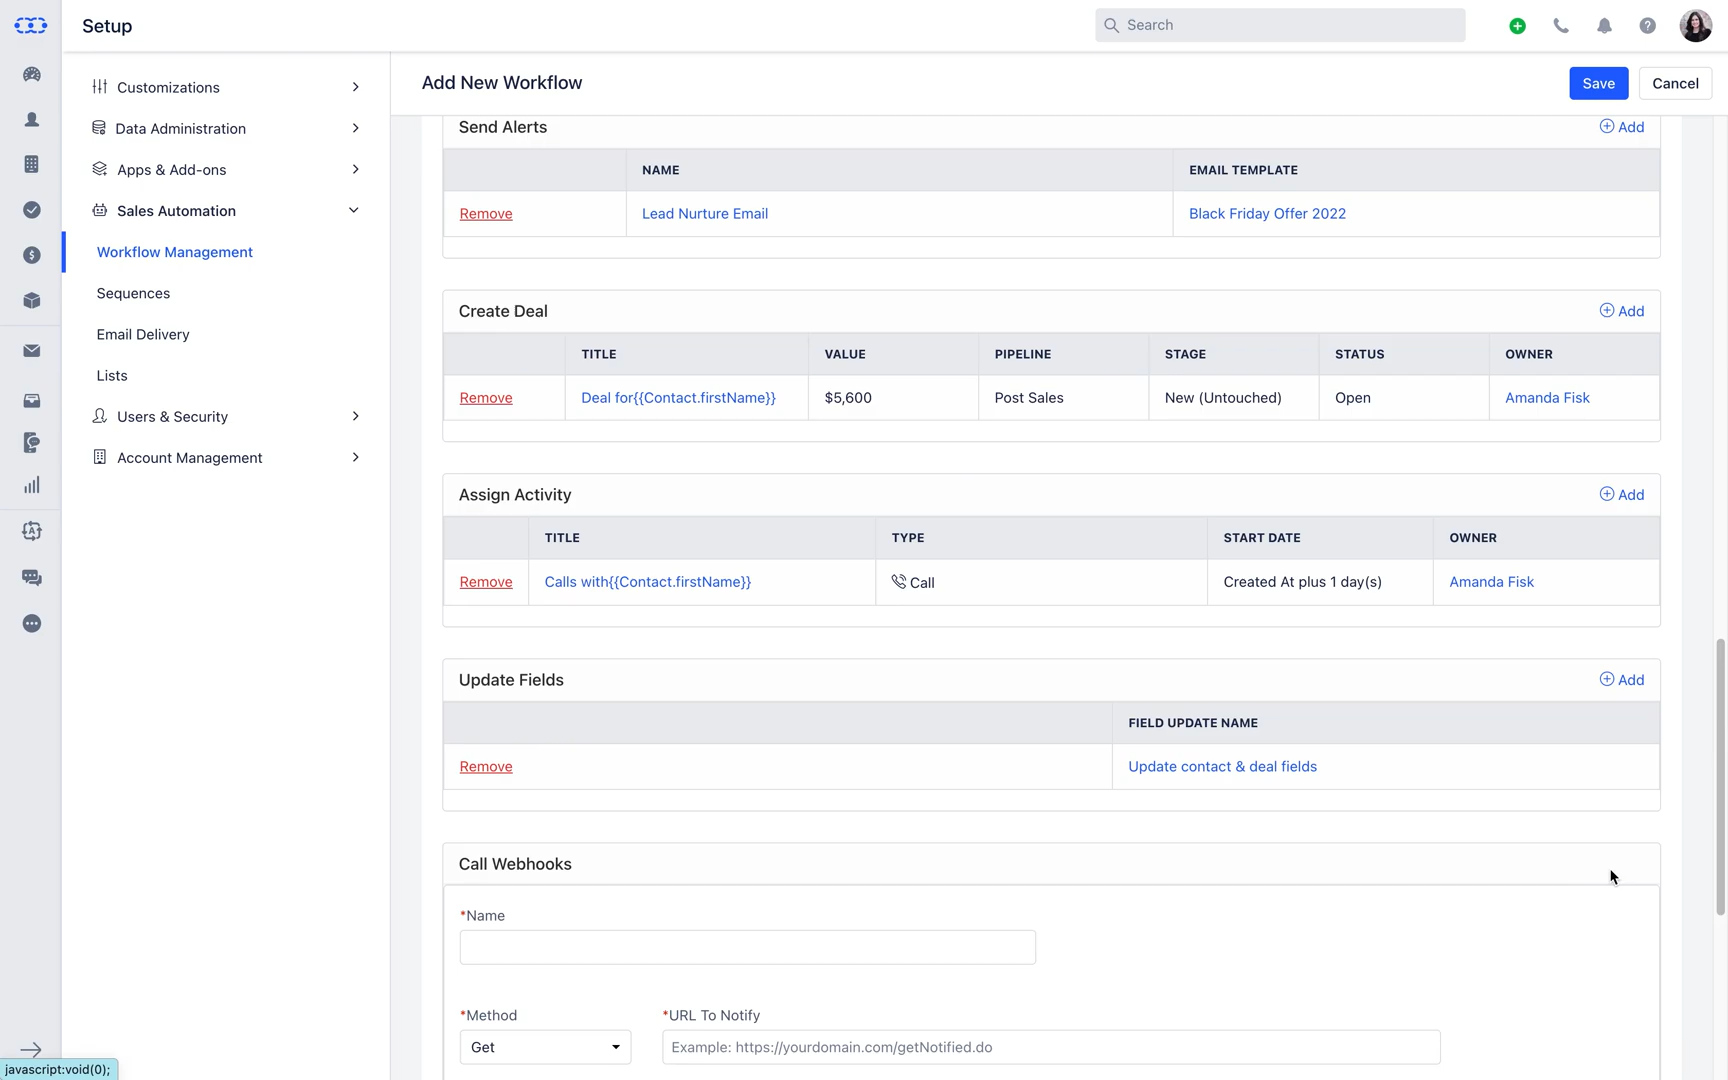 Setup
Search
Customizations
Data Administration
Apps & Add-ons
Sales Automation
Workflow Management
Sequences
Email Delivery
Lists
Users & Security
Account Management
javascript:void(0);
Add New Workflow
Save
Cancel
Send Alerts
Add
NAME
EMAIL TEMPLATE
Remove
Lead Nurture Email
Black Friday Offer 2022
Create Deal
Add
TITLE
VALUE
PIPELINE
STAGE
STATUS
OWNER
Remove
Deal for{{Contact.firstName}}
$5,600
Post Sales
New (Untouched)
Open
Amanda Fisk
Assign Activity
Add
TITLE
TYPE
START DATE
OWNER
Remove
Calls with{{Contact.firstName}}
Call
Created At plus 1 day(s)
Amanda Fisk
Update Fields
Add
FIELD UPDATE NAME
Remove
Update contact & deal fields
Call Webhooks
*Name
*Method
*URL To Notify
Get
Example: https://yourdomain.com/getNotified.do